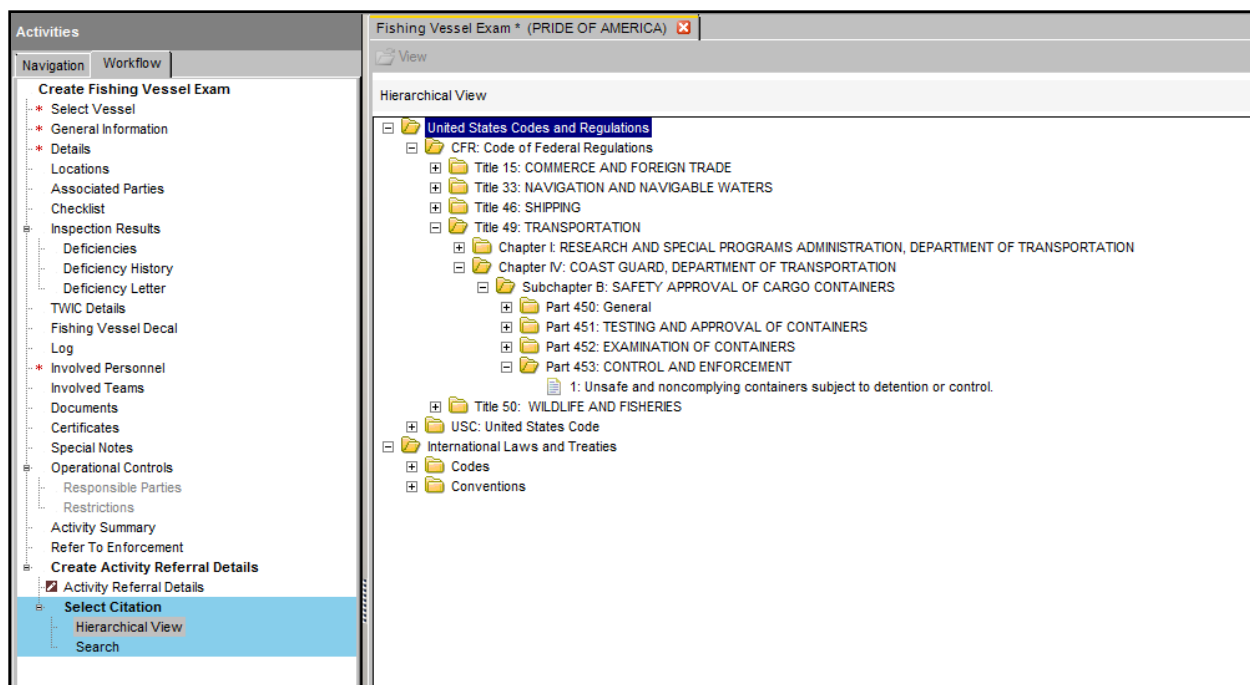 Activities
Navigation Workflow
Create Fishing Vessel Exam
* Select Vessel
* General Information
* Details
Locations
Associated Parties
Checklist
Inspection Results
Deficiencies
Deficiency History
Deficiency Letter
TWIC Details
Fishing Vessel Decal
Log
* Involved Personnel
Involved Teams
Documents
Certificates
Special Notes
Operational Controls
Responsible Parties
Restrictions
Activity Summary
Refer To Enforcement
Create Activity Referral Details
Activity Referral Details
Select Citation
Hierarchical View
Search
Fishing Vessel Exam * (PRIDE OF AMERICA)
View
Hierarchical View
United States Codes and Regulations
CFR: Code of Federal Regulations
Title 15: COMMERCE AND FOREIGN TRADE
Title 33: NAVIGATION AND NAVIGABLE WATERS
Title 46: SHIPPING
Title 49: TRANSPORTATION
Chapter I: RESEARCH AND SPECIAL PROGRAMS ADMINISTRATION, DEPARTMENT OF TRANSPORTATION
Chapter IV: COAST GUARD, DEPARTMENT OF TRANSPORTATION
Subchapter B: SAFETY APPROVAL OF CARGO CONTAINERS
Part 450: General
Part 451: TESTING AND APPROVAL OF CONTAINERS
Part 452: EXAMINATION OF CONTAINERS
Part 453: CONTROL AND ENFORCEMENT
1: Unsafe and noncomplying containers subject to detention or control.
Title 50: WILDLIFE AND FISHERIES
USC: United States Code
International Laws and Treaties
Codes
Conventions